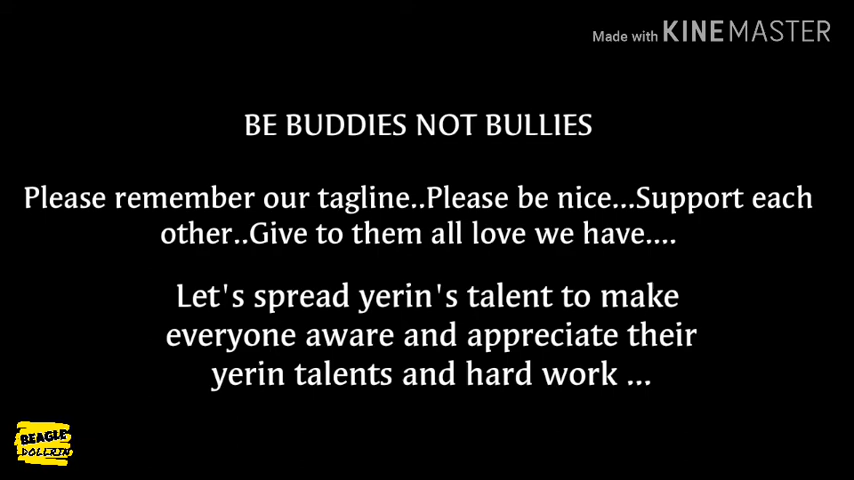 Made with KINEMASTER
BE BUDDIES NOT BULLIES
Please remember our tagline..Please be nice...Support each
other..Give to them all love we have....
Let's spread yerin's talent to make
everyone aware and appreciate their
yerin talents and hard work ...
BEAGLE
DOLLRIN